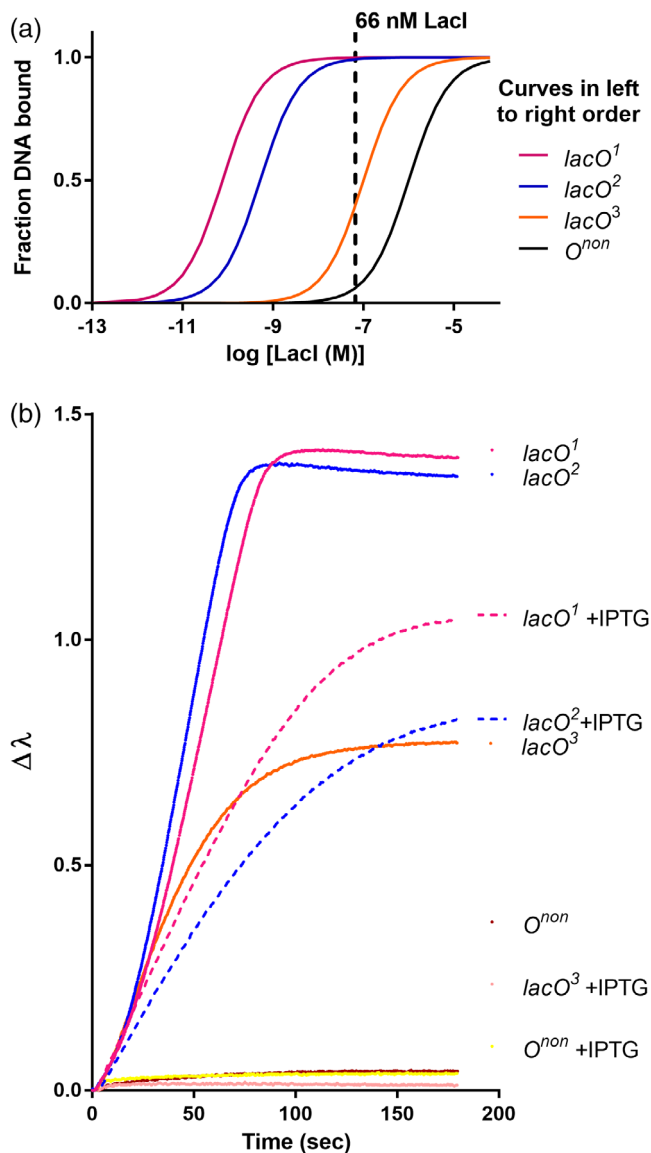 (a)
66 nM LacI
Fraction DNA bound
1.0
0.5
0.0
-13
-11
-9
-7
-5
log [LacI (M)]
Curves in left
to right order
lacO¹
lacO²
lacO³
Oⁿᵒⁿ
(b)
Δλ
1.5
1.0
0.5
0.0
0
50
100
150
200
Time (sec)
lacO¹
lacO²
lacO¹ +IPTG
lacO²+IPTG
lacO³
Oⁿᵒⁿ
lacO³ +IPTG
Oⁿᵒⁿ +IPTG